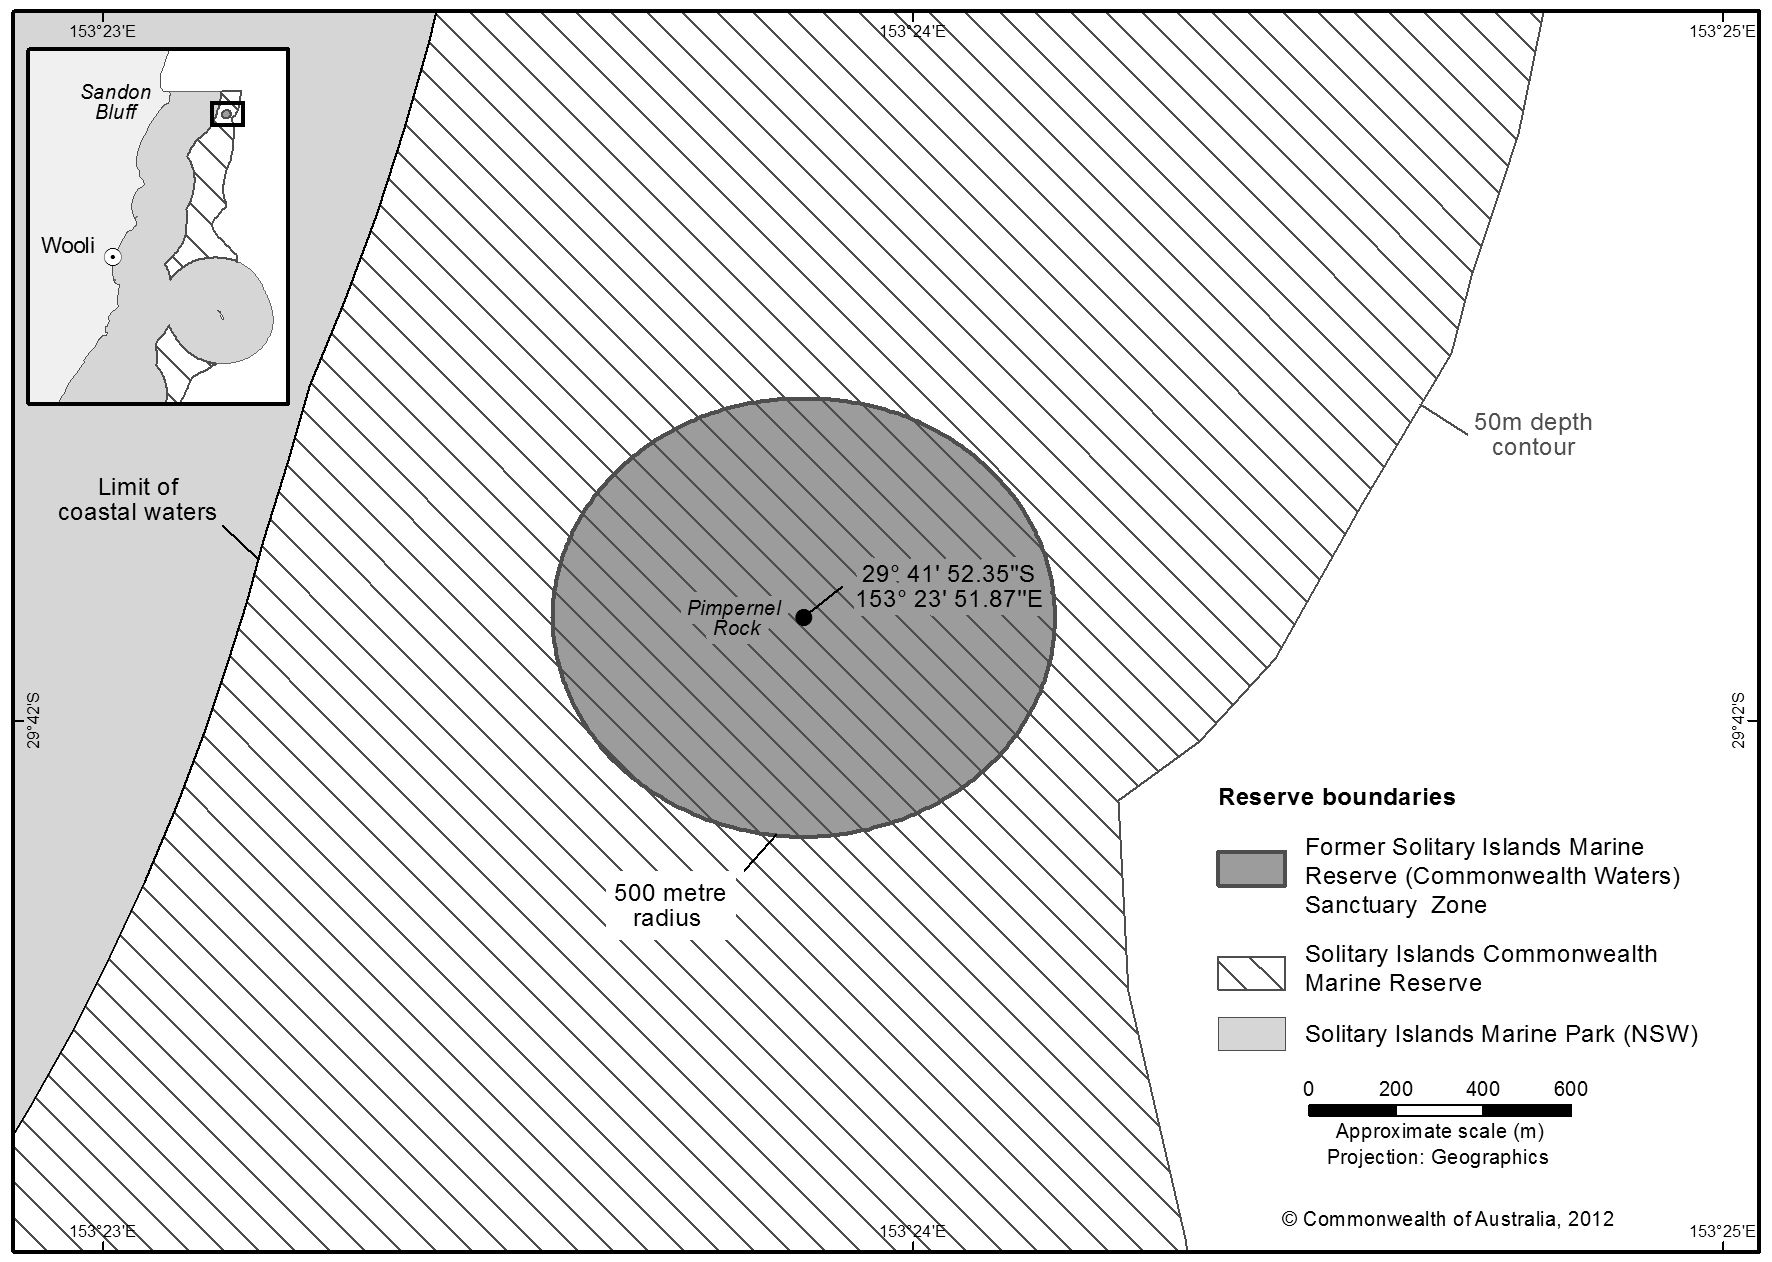 153°23'E
153°24'E
153°25'E
Sandon
Bluff
Wooli
50m depth
contour
Limit of
coastal waters
29° 41' 52.35"S
153° 23' 51.87"E
Pimpernel
Rock
29°42'S
29°42'S
500 metre
radius
Reserve boundaries
Former Solitary Islands Marine
Reserve (Commonwealth Waters)
Sanctuary Zone
Solitary Islands Commonwealth
Marine Reserve
Solitary Islands Marine Park (NSW)
0 200 400 600
Approximate scale (m)
Projection: Geographics
© Commonwealth of Australia, 2012
153°23'E
153°24'E
153°25'E